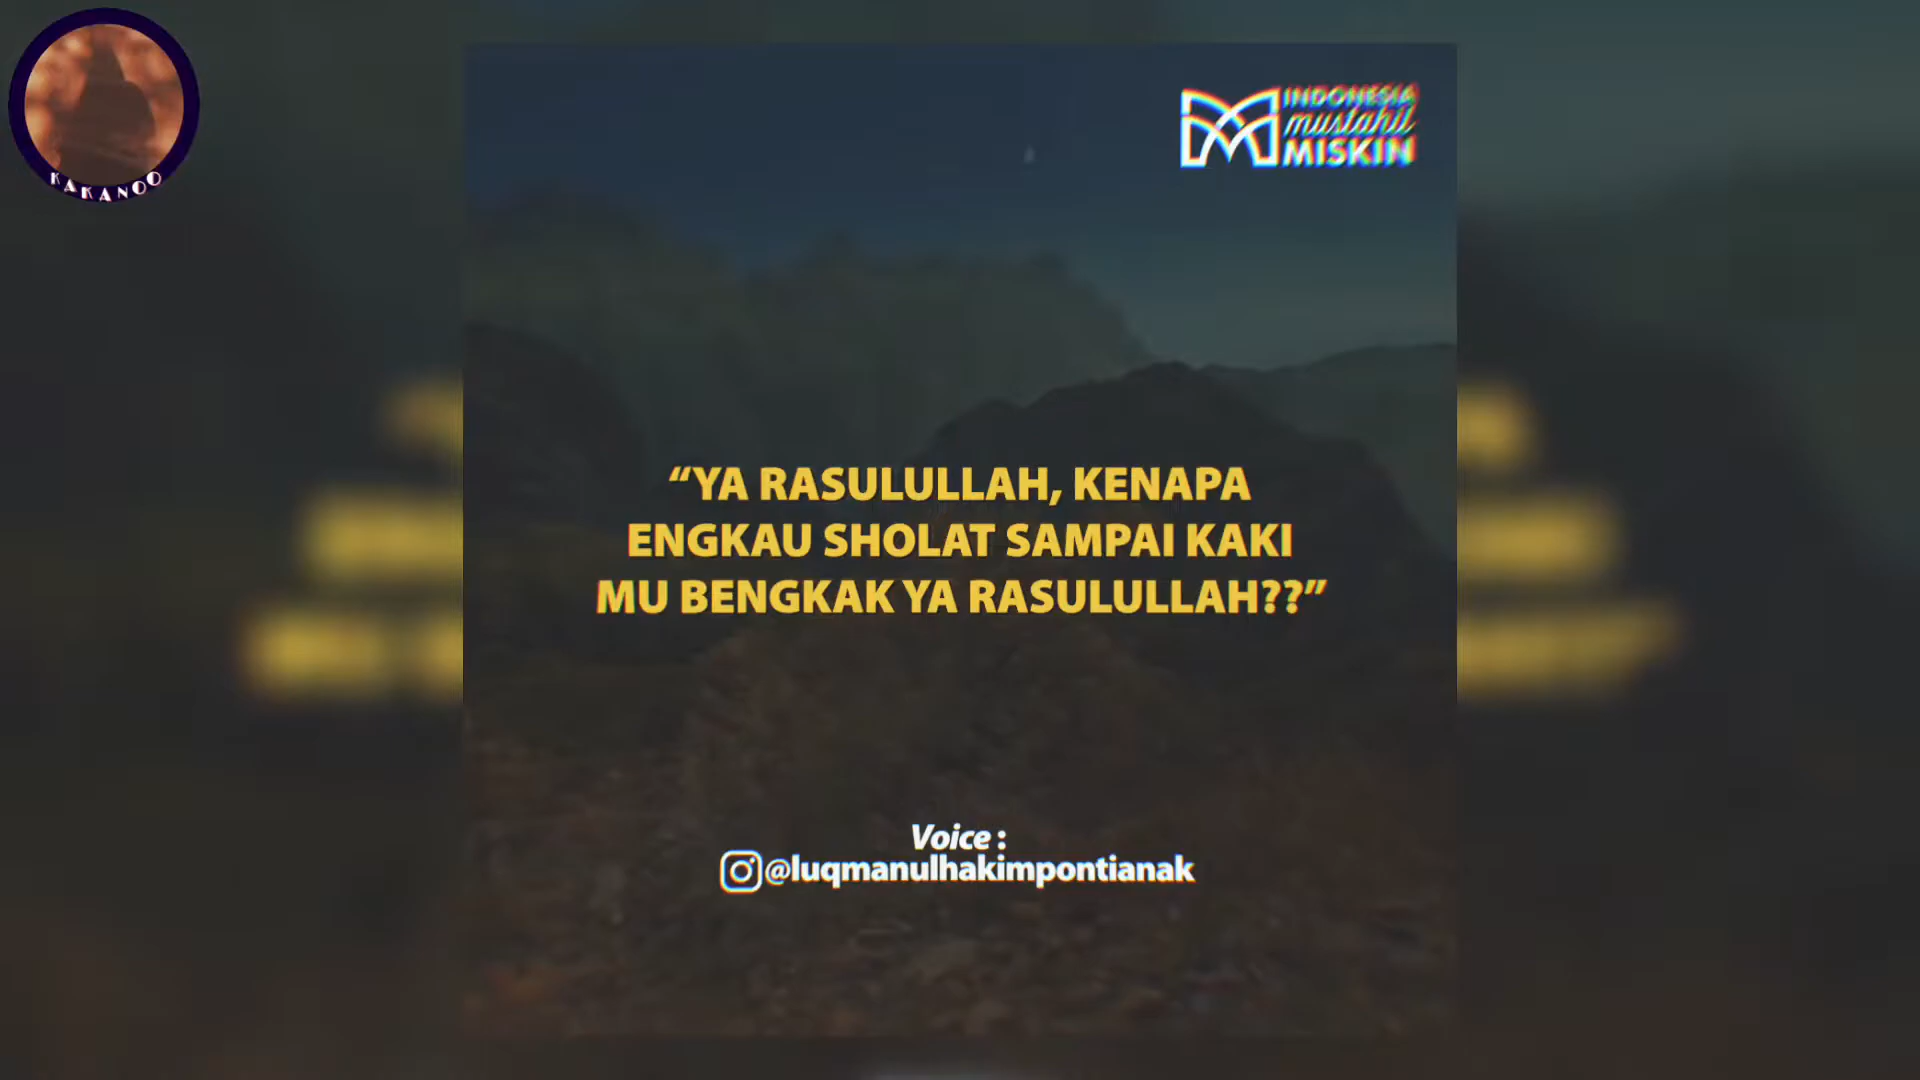 KAKANOO
INDONESIA
mustahil
MISKIN
“YA RASULULLAH, KENAPA
ENGKAU SHOLAT SAMPAI KAKI
MU BENGKAK YA RASULULLAH??”
Voice :
@luqmanulhakimpontianak